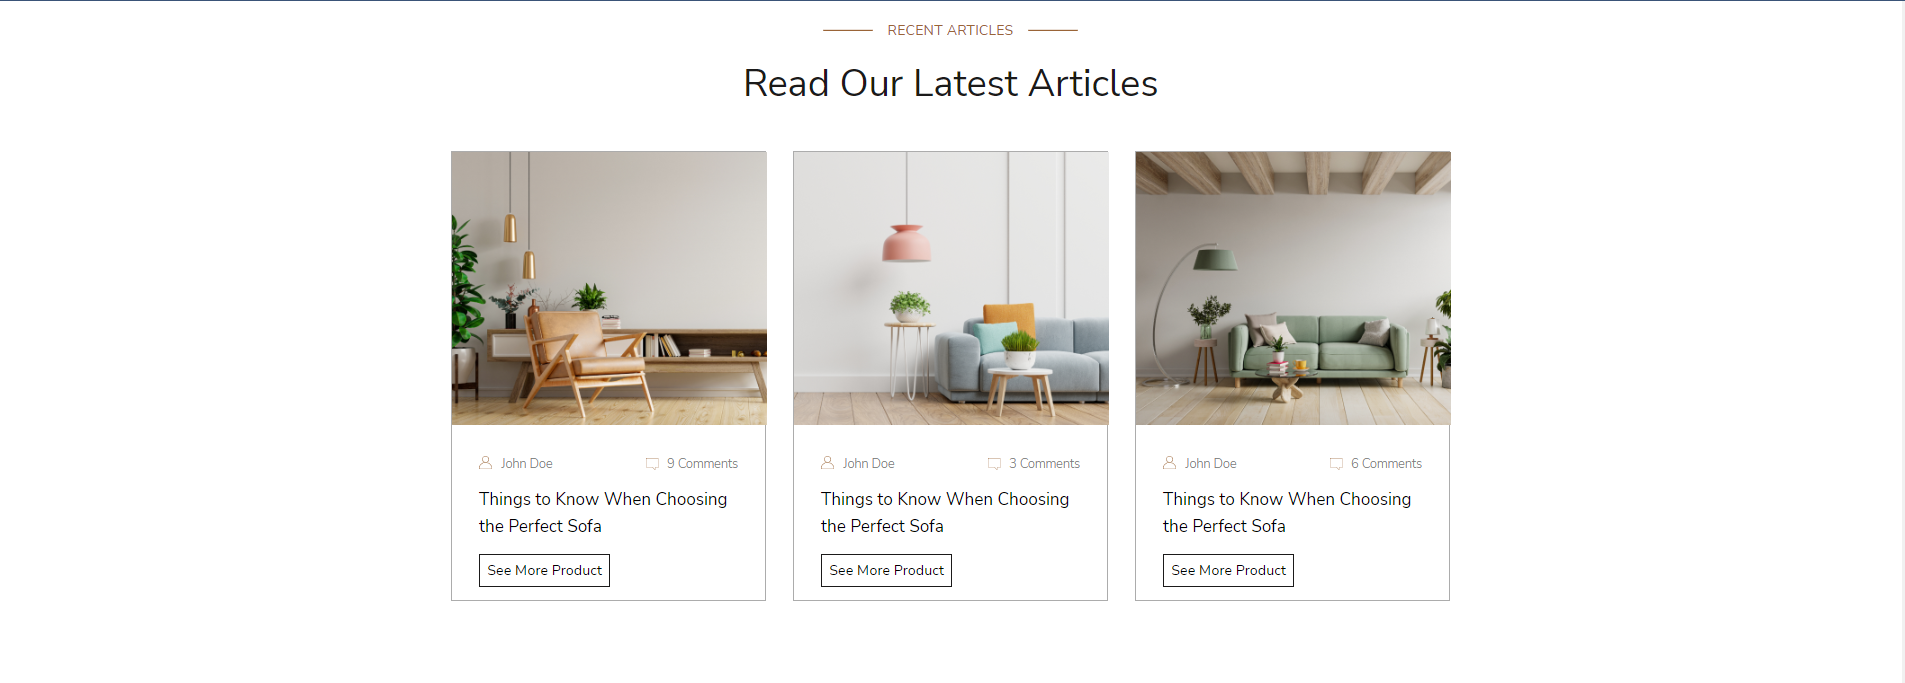 RECENT ARTICLES
Read Our Latest Articles
John Doe
9 Comments
Things to Know When Choosing
the Perfect Sofa
See More Product
John Doe
3 Comments
Things to Know When Choosing
the Perfect Sofa
See More Product
John Doe
6 Comments
Things to Know When Choosing
the Perfect Sofa
See More Product